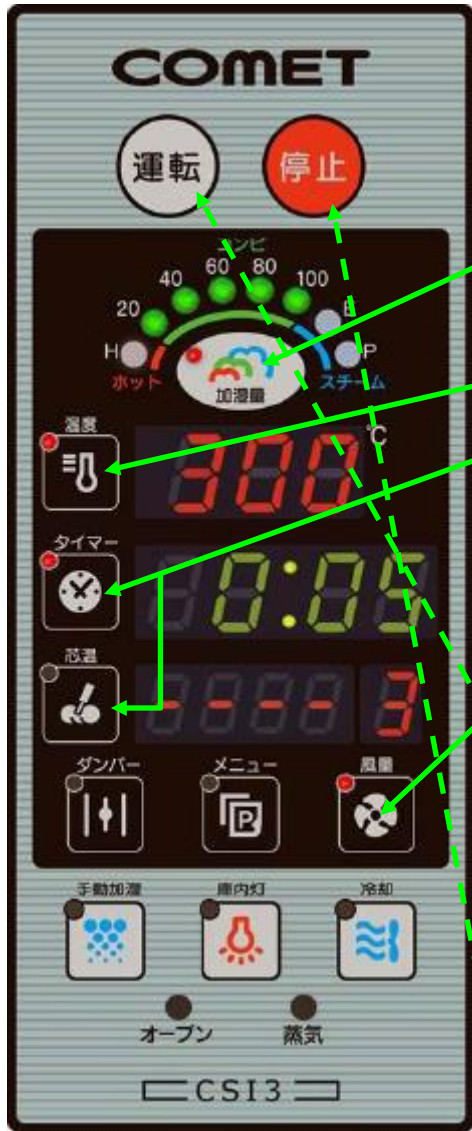 COMET
運転 停止
コンビ
20 40 60 80 100
H E P
ホット スチーム
加湿量
温度
300 ℃
タイマー
0:05
芯温
---- 3
ダンバー メニュー 風量
P
手動加湿 庫内灯 冷却
オーブン 蒸気
CSI3